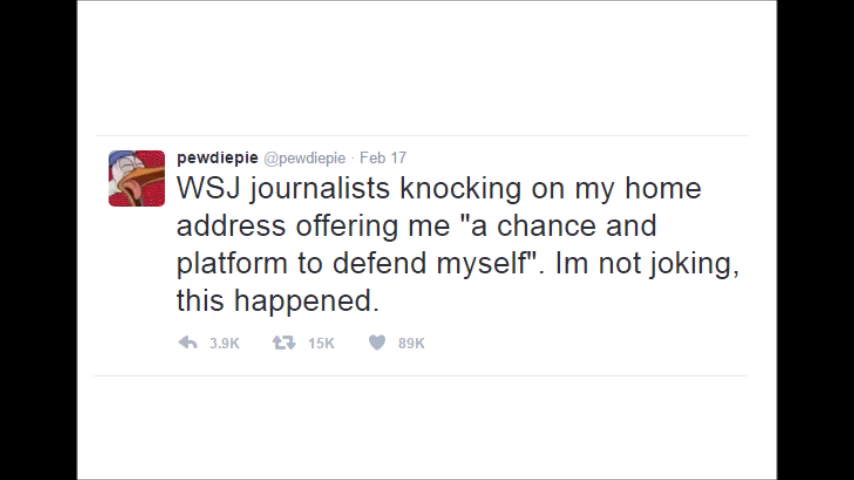 pewdiepie @pewdiepie · Feb 17
WSJ journalists knocking on my home
address offering me "a chance and
platform to defend myself". Im not joking,
this happened.
3.9K 15K 89K